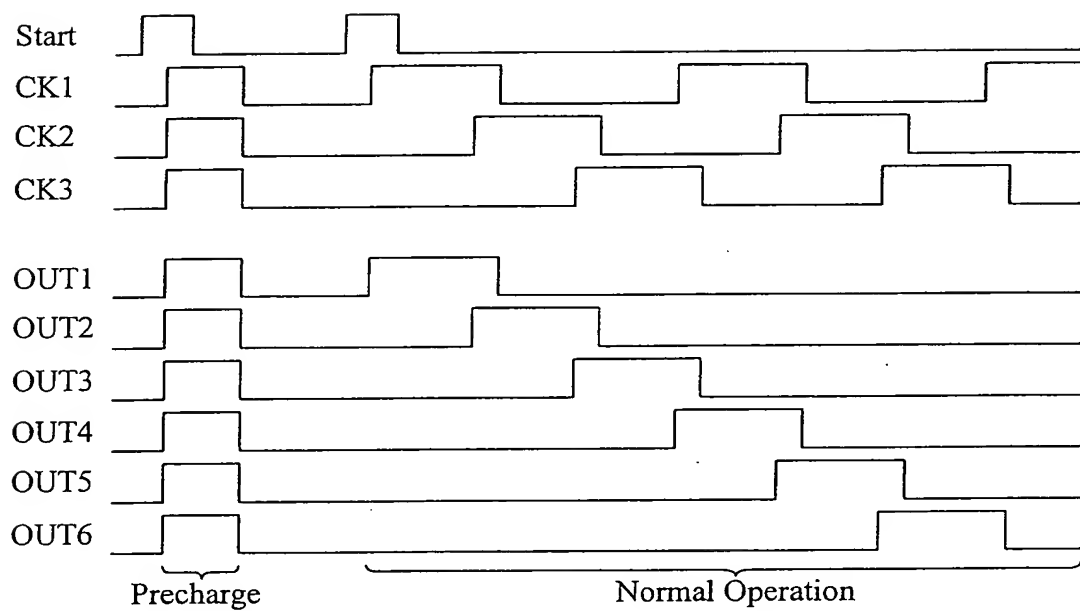 Start
CK1
CK2
CK3
OUT1
OUT2
OUT3
OUT4
OUT5
OUT6
Precharge
Normal Operation